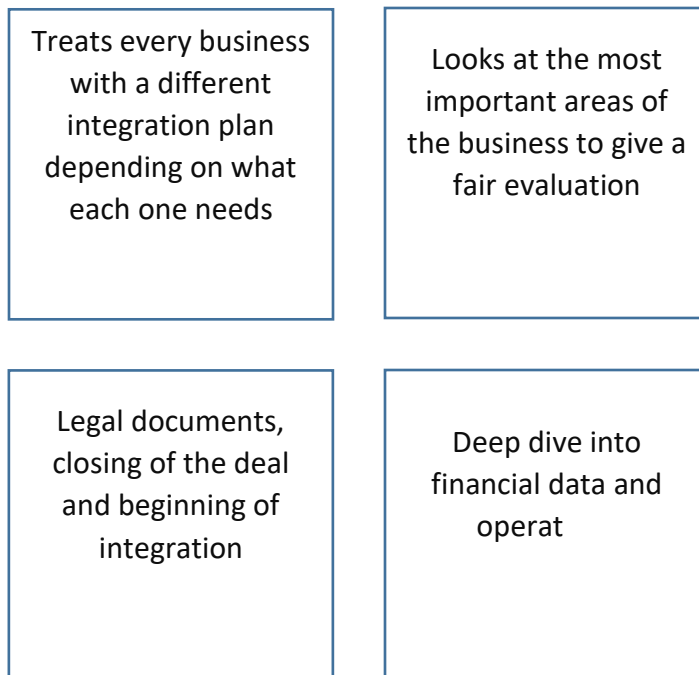 Treats every business
with a different
integration plan
depending on what
each one needs
Looks at the most
important areas of
the business to give a
fair evaluation
Legal documents,
closing of the deal
and beginning of
integration
Deep dive into
financial data and
operat